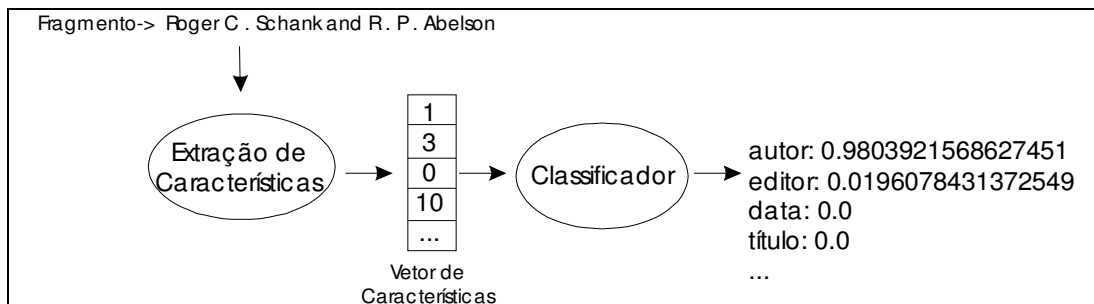 Fragmento-> Roger C. Schank and R. P. Abelson
Extração de
Características
1
3
0
10
...
Vetor de
Características
Classificador
autor: 0.9803921568627451
editor: 0.0196078431372549
data: 0.0
título: 0.0
...